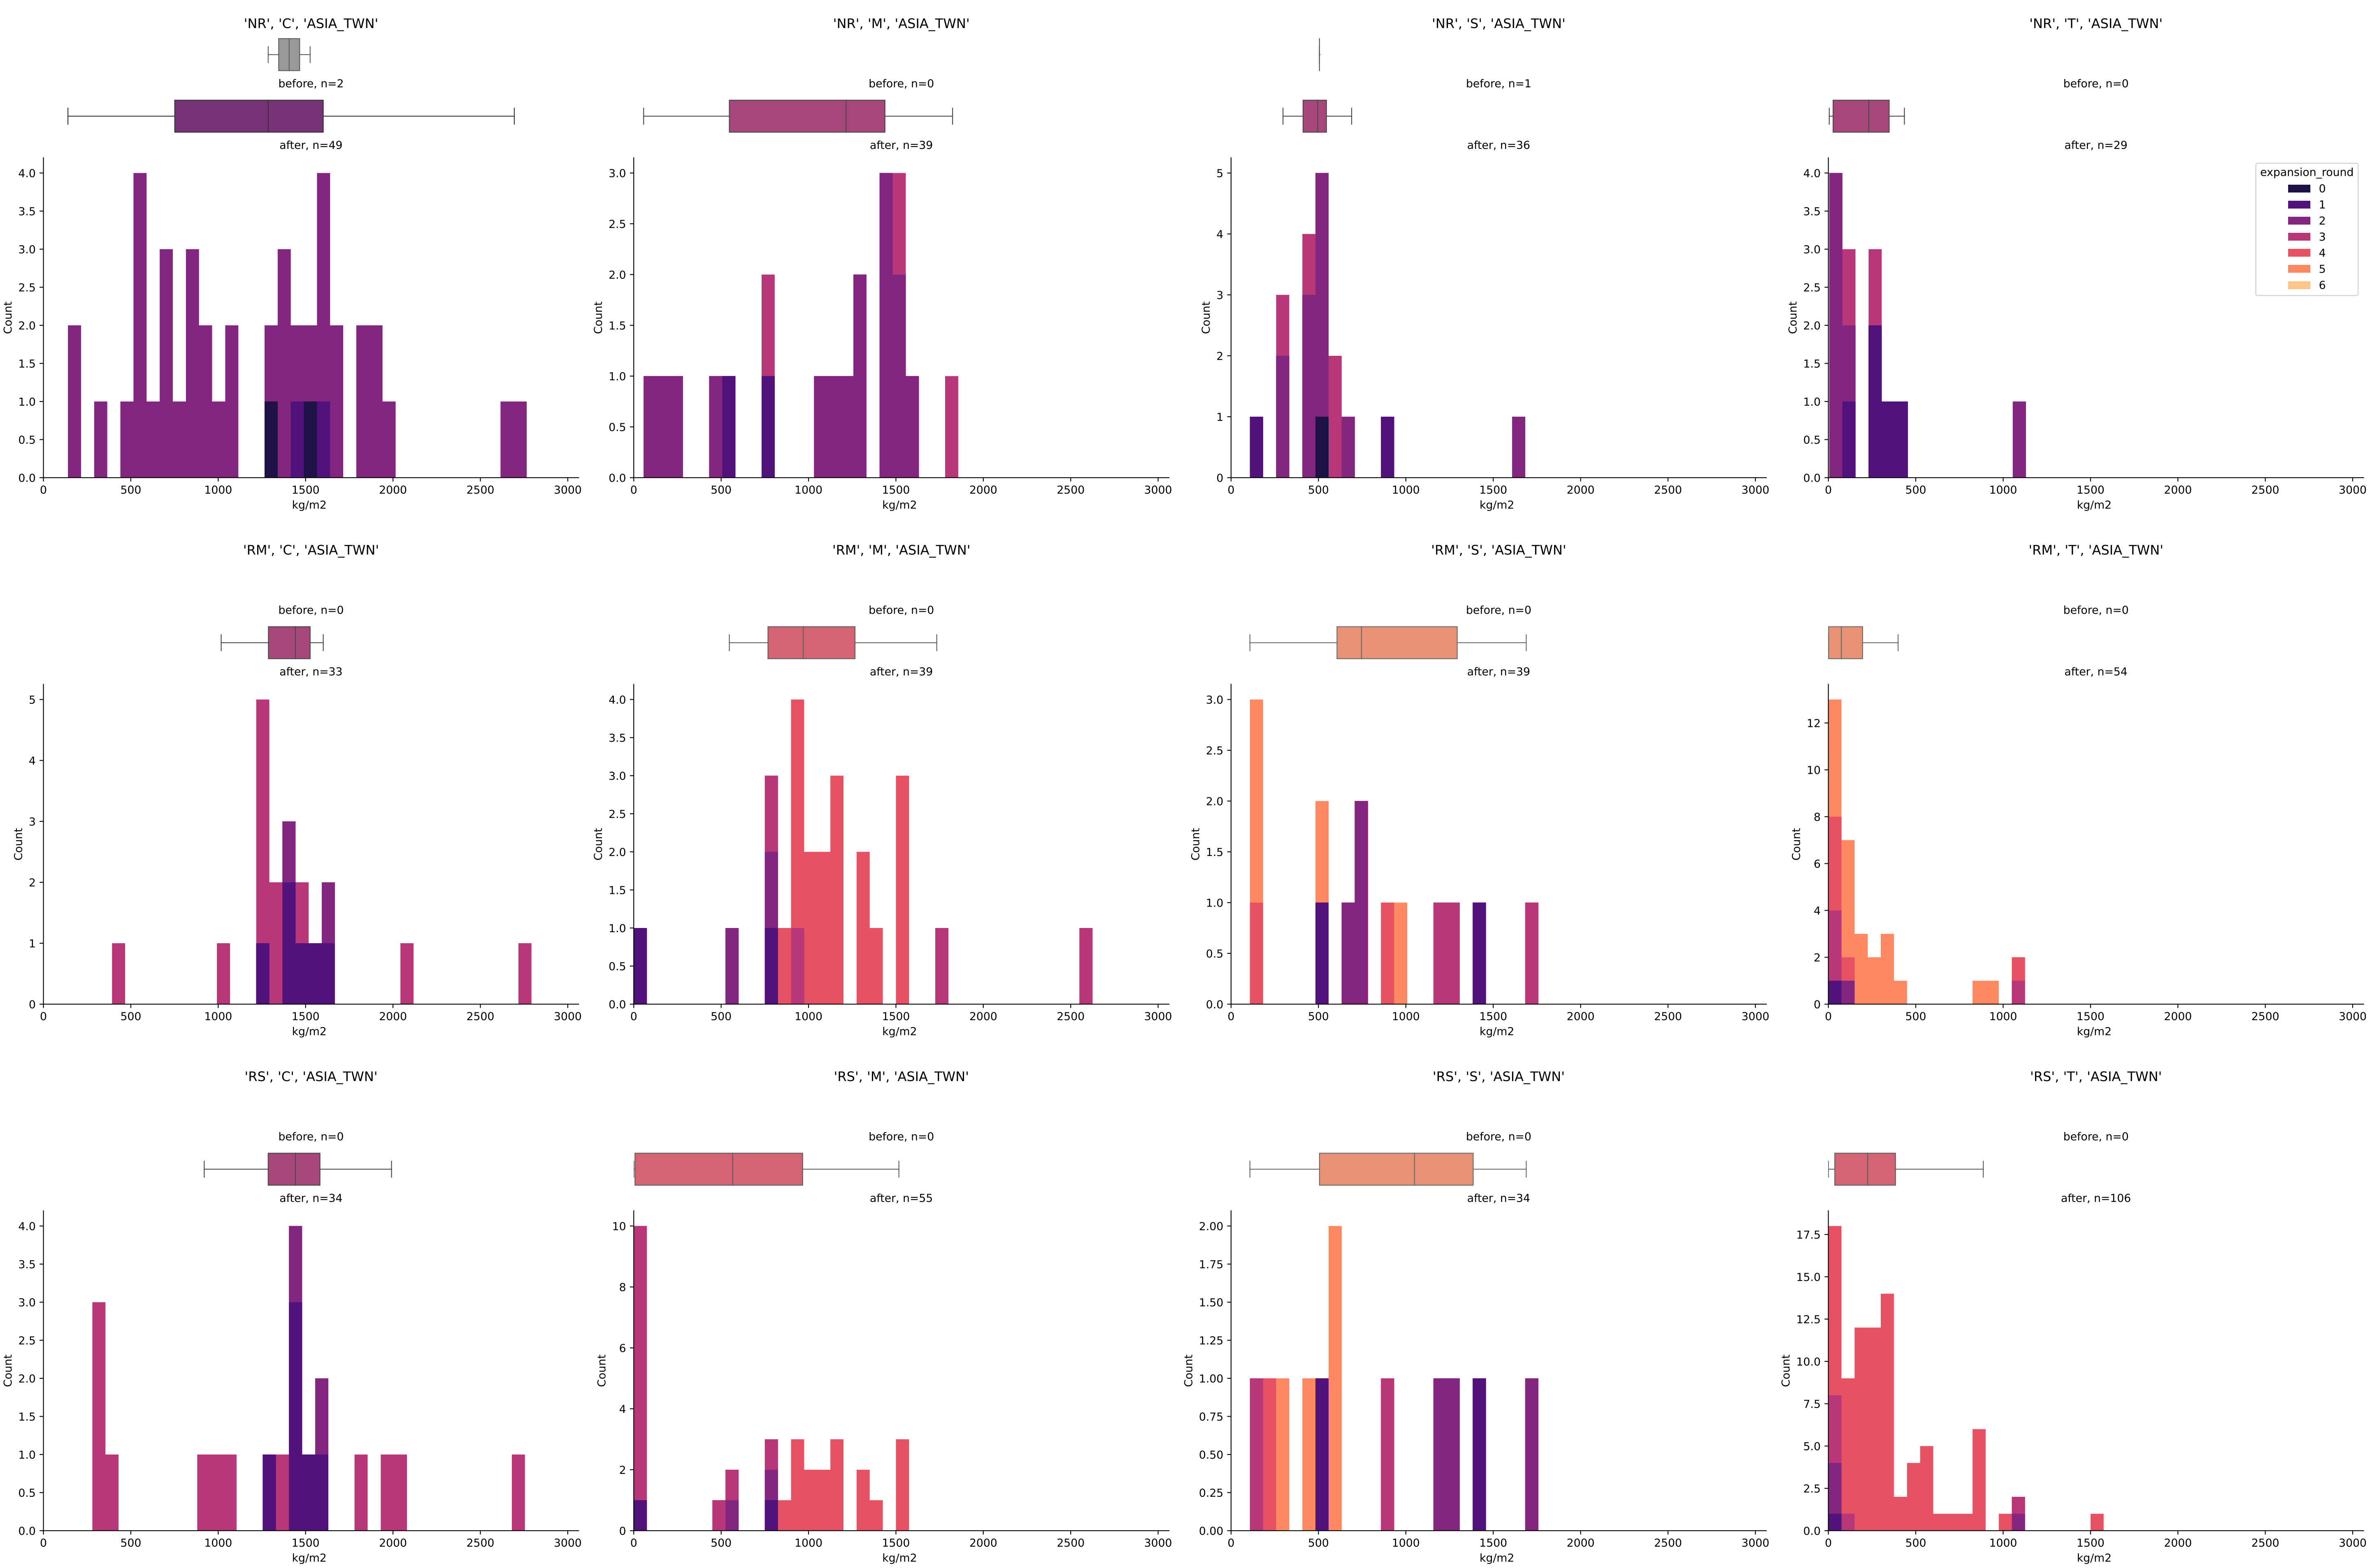 'NR', 'C', 'ASIA_TWN'
before, n=2
after, n=49
4.0
3.5
3.0
2.5
2.0
1.5
1.0
0.5
0.0
Count
0 500 1000 1500 2000 2500 3000
kg/m2
'NR', 'M', 'ASIA_TWN'
before, n=0
after, n=39
3.0
2.5
2.0
1.5
1.0
0.5
0.0
Count
0 500 1000 1500 2000 2500 3000
kg/m2
'NR', 'S', 'ASIA_TWN'
before, n=1
after, n=36
5
4
3
2
1
0
Count
0 500 1000 1500 2000 2500 3000
kg/m2
'NR', 'T', 'ASIA_TWN'
before, n=0
after, n=29
4.0
3.5
3.0
2.5
2.0
1.5
1.0
0.5
0.0
Count
0 500 1000 1500 2000 2500 3000
kg/m2
expansion_round
0
1
2
3
4
5
6
'RM', 'C', 'ASIA_TWN'
before, n=0
after, n=33
5
4
3
2
1
0
Count
0 500 1000 1500 2000 2500 3000
kg/m2
'RM', 'M', 'ASIA_TWN'
before, n=0
after, n=39
4.0
3.5
3.0
2.5
2.0
1.5
1.0
0.5
0.0
Count
0 500 1000 1500 2000 2500 3000
kg/m2
'RM', 'S', 'ASIA_TWN'
before, n=0
after, n=39
3.0
2.5
2.0
1.5
1.0
0.5
0.0
Count
0 500 1000 1500 2000 2500 3000
kg/m2
'RM', 'T', 'ASIA_TWN'
before, n=0
after, n=54
12
10
8
6
4
2
0
Count
0 500 1000 1500 2000 2500 3000
kg/m2
'RS', 'C', 'ASIA_TWN'
before, n=0
after, n=34
4.0
3.5
3.0
2.5
2.0
1.5
1.0
0.5
0.0
Count
0 500 1000 1500 2000 2500 3000
kg/m2
'RS', 'M', 'ASIA_TWN'
before, n=0
after, n=55
10
8
6
4
2
0
Count
0 500 1000 1500 2000 2500 3000
kg/m2
'RS', 'S', 'ASIA_TWN'
before, n=0
after, n=34
2.00
1.75
1.50
1.25
1.00
0.75
0.50
0.25
0.00
Count
0 500 1000 1500 2000 2500 3000
kg/m2
'RS', 'T', 'ASIA_TWN'
before, n=0
after, n=106
17.5
15.0
12.5
10.0
7.5
5.0
2.5
0.0
Count
0 500 1000 1500 2000 2500 3000
kg/m2